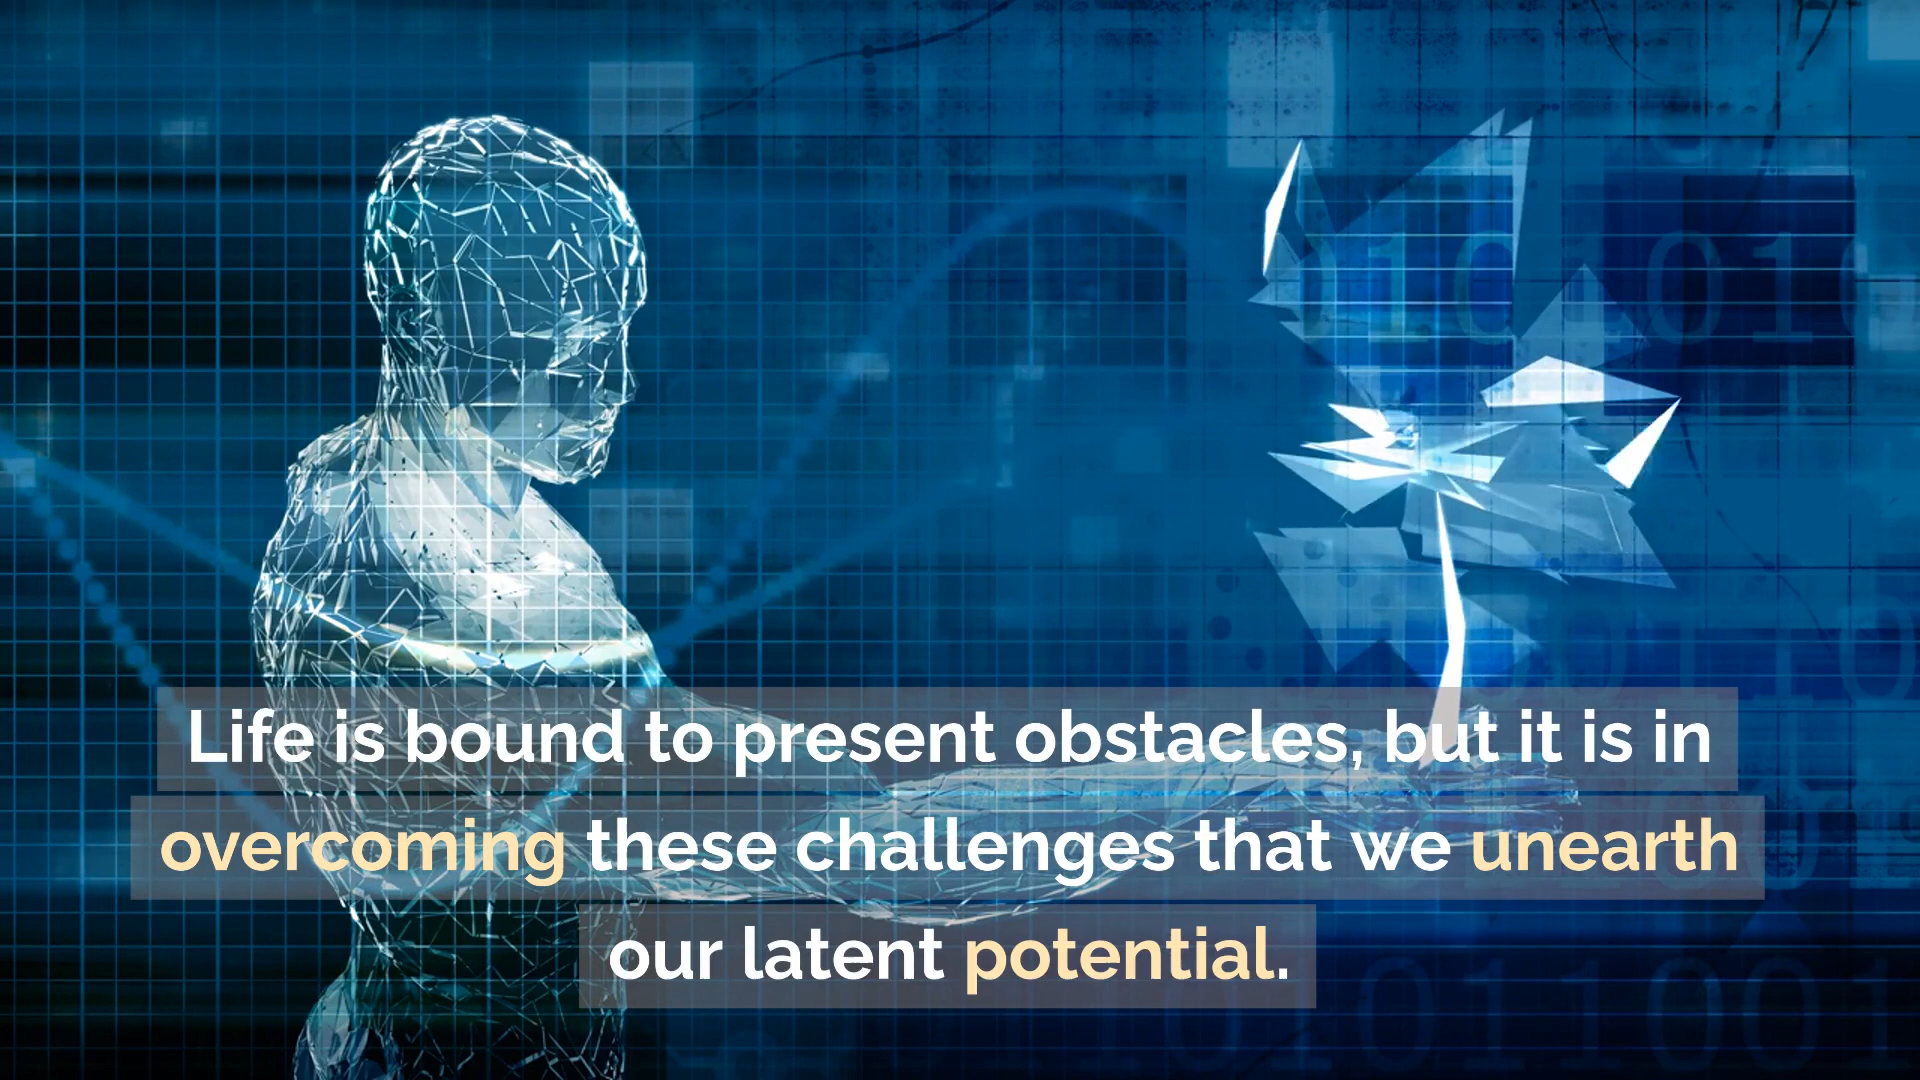 Life is bound to present obstacles, but it is in
overcoming these challenges that we unearth
our latent potential.